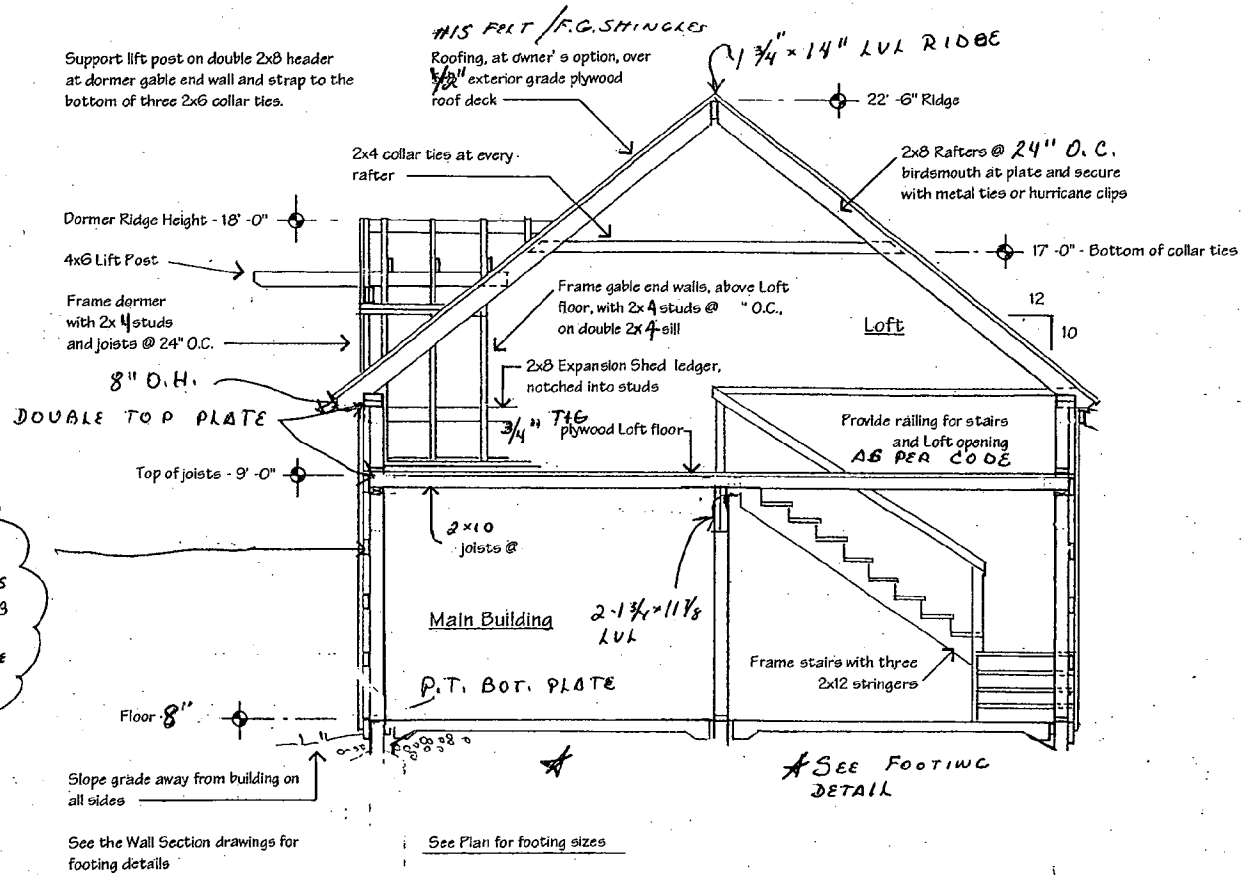 #15 FELT / F.G. SHINGLES
Support lift post on double 2x8 header
at dormer gable end wall and strap to the
bottom of three 2x6 collar ties.
Roofing, at owner's option, over
1/2" exterior grade plywood
roof deck
1 3/4" x 14" LVL RIDGE
22' -6" Ridge
2x4 collar ties at every
rafter
2x8 Rafters @ 24" O.C.
birdsmouth at plate and secure
with metal ties or hurricane clips
Dormer Ridge Height - 18' -0"
17' -0" - Bottom of collar ties
4x6 Lift Post
Frame dormer
with 2x 4 studs
and joists @ 24" O.C.
Frame gable end walls, above Loft
floor, with 2x 4 studs @ " O.C.,
on double 2x 4 sill
12
10
Loft
8" O.H.
2x8 Expansion Shed ledger,
notched into studs
DOUBLE TOP PLATE
3/4" T&G
plywood Loft floor
Provide railing for stairs
and Loft opening
AS PER CODE
Top of joists - 9' -0"
2x10
joists @
Main Building
2-1 3/4 x 11 7/8
LVL
Frame stairs with three
2x12 stringers
P.T. BOT. PLATE
Floor 8"
SEE FOOTING
DETAIL
Slope grade away from building on
all sides
See the Wall Section drawings for
footing details
See Plan for footing sizes